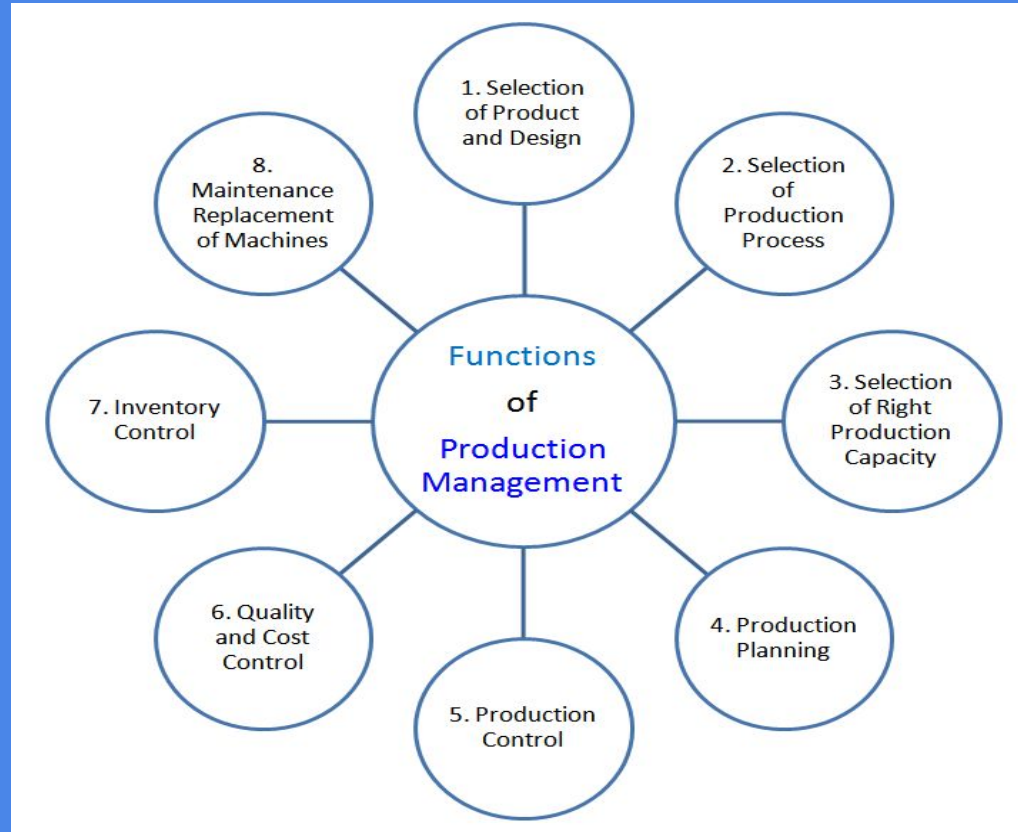 1. Selection
of Product
and Design
2. Selection
of
Production
Process
3. Selection
of Right
Production
Capacity
4. Production
Planning
5. Production
Control
6. Quality
and Cost
Control
7. Inventory
Control
8.
Maintenance
Replacement
of Machines
Functions
of
Production
Management